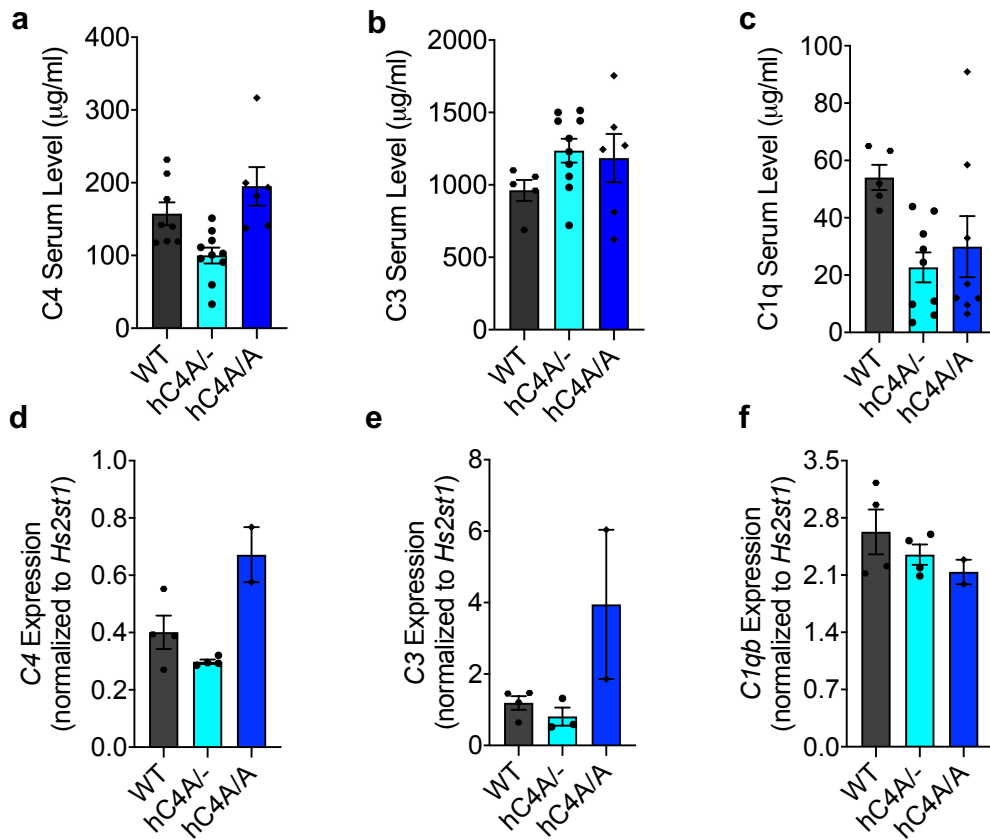 a
C4 Serum Level (μg/ml)
400
300
200
100
0
WT
hC4A/-
hC4A/A
b
C3 Serum Level (μg/ml)
2000
1500
1000
500
0
WT
hC4A/-
hC4A/A
c
C1q Serum Level (μg/ml)
100
80
60
40
20
0
WT
hC4A/-
hC4A/A
d
C4 Expression
(normalized to Hs2st1)
1.0
0.8
0.6
0.4
0.2
0.0
WT
hC4A/-
hC4A/A
e
C3 Expression
(normalized to Hs2st1)
8
6
4
2
0
WT
hC4A/-
hC4A/A
f
C1qb Expression
(normalized to Hs2st1)
3.5
2.8
2.1
1.4
0.7
0.0
WT
hC4A/-
hC4A/A